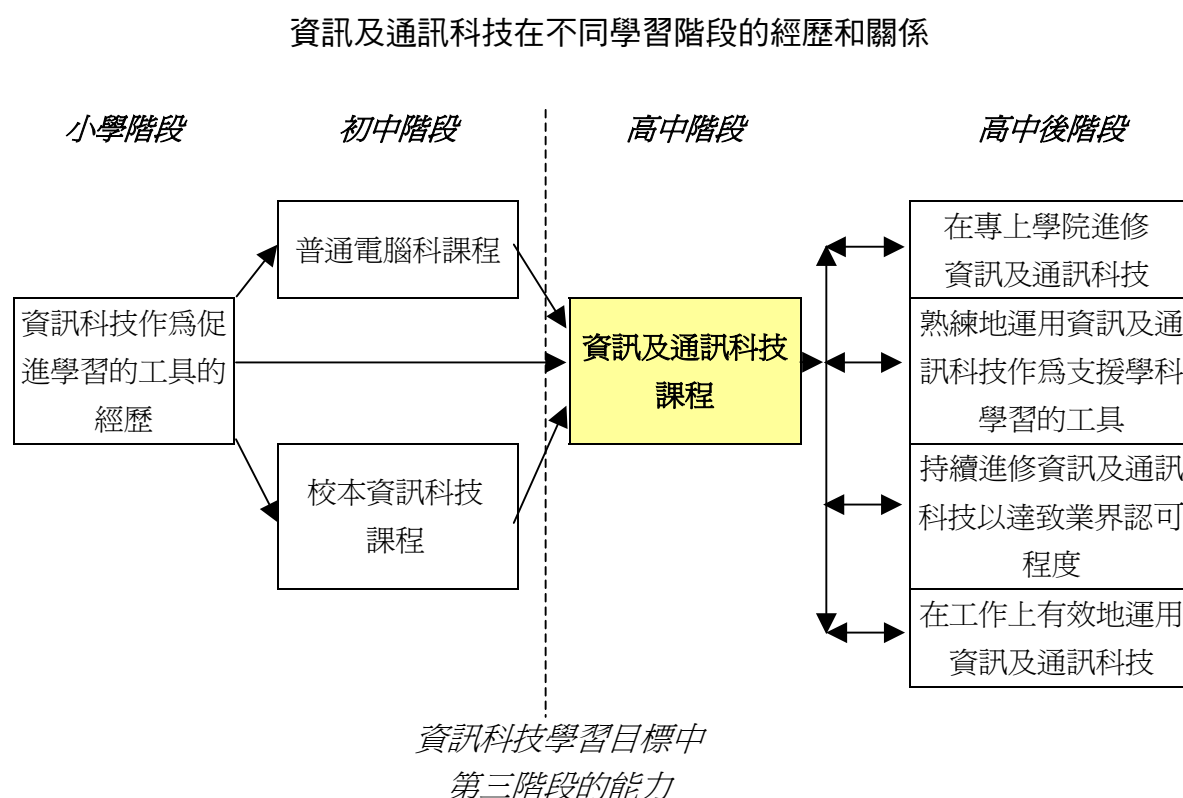 資訊及通訊科技在不同學習階段的經歷和關係
小學階段
初中階段
高中階段
高中後階段
資訊科技作爲促
進學習的工具的
經歷
普通電腦科課程
校本資訊科技
課程
資訊及通訊科技
課程
在專上學院進修
資訊及通訊科技
熟練地運用資訊及通
訊科技作爲支援學科
學習的工具
持續進修資訊及通訊
科技以達致業界認可
程度
在工作上有效地運用
資訊及通訊科技
資訊科技學習目標中
第三階段的能力